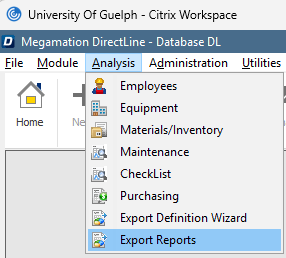 University Of Guelph - Citrix Workspace
Megamation DirectLine - Database DL
File Module Analysis Administration Utilities
Home
Employees
Equipment
Materials/Inventory
Maintenance
CheckList
Purchasing
Export Definition Wizard
Export Reports